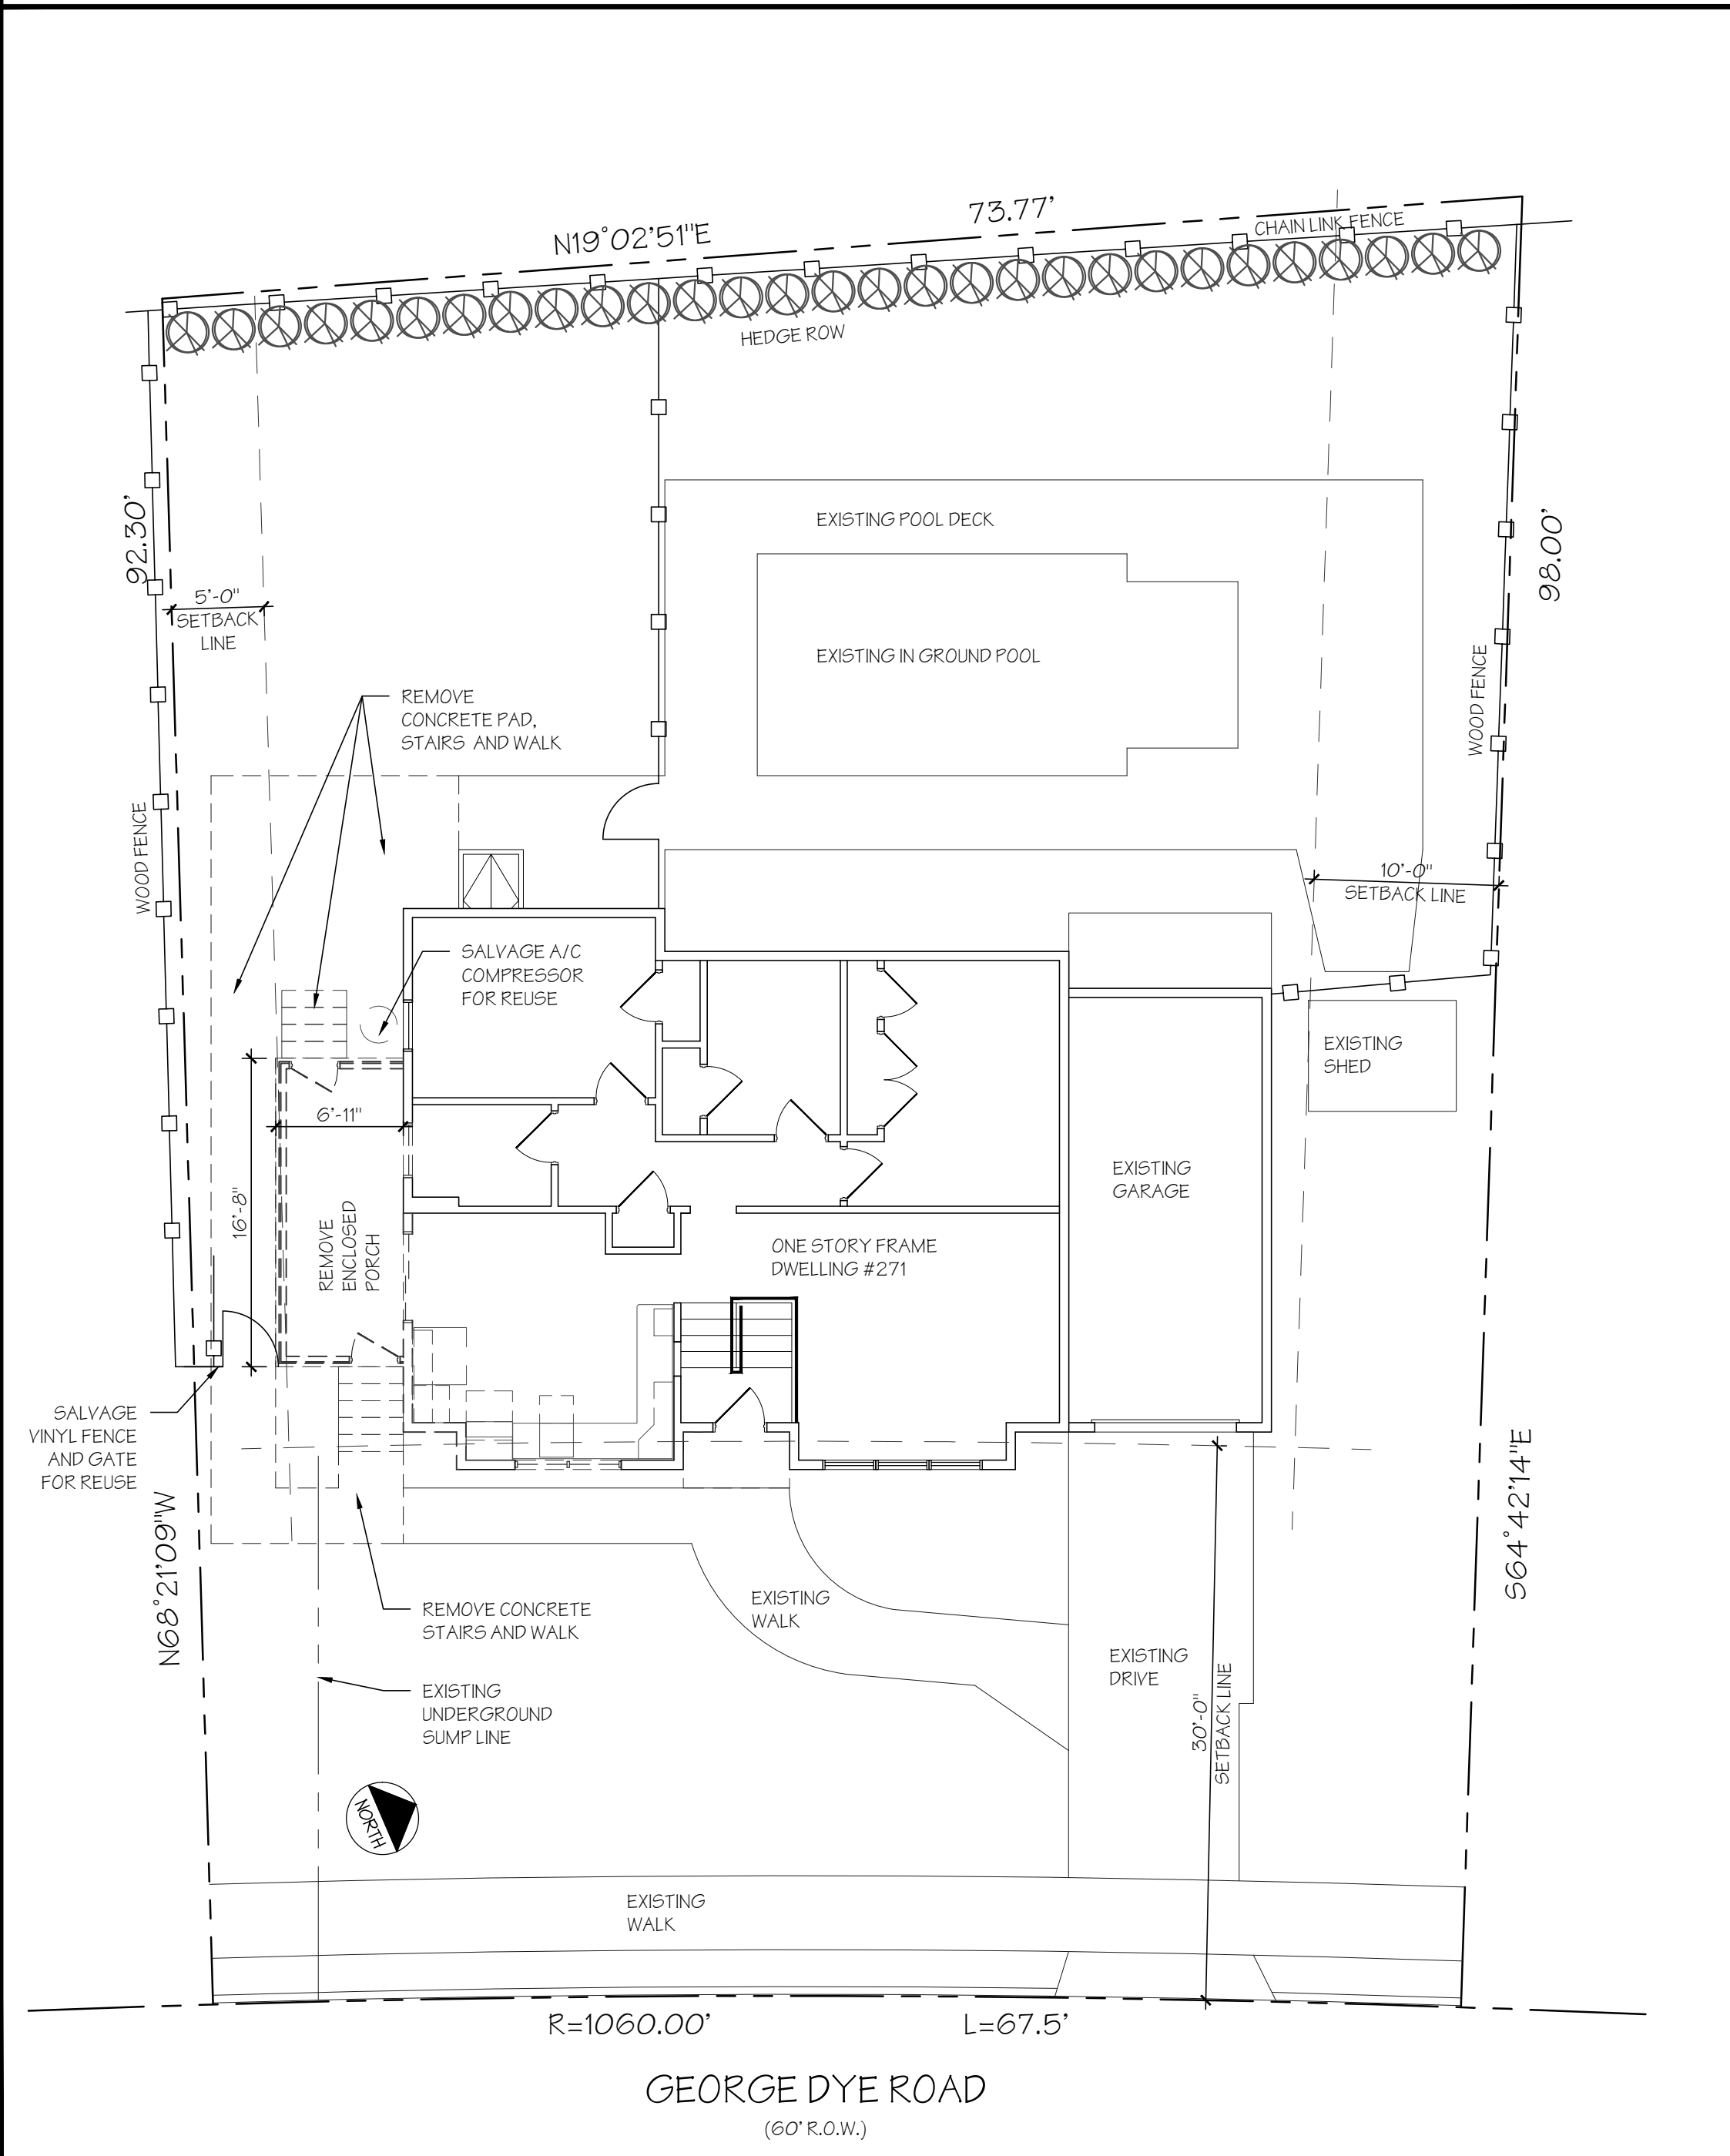 73.77'
N19°02'51"E
CHAIN LINK FENCE
HEDGE ROW
92.30'
98.00'
EXISTING POOL DECK
5'-0"
SETBACK
LINE
EXISTING IN GROUND POOL
WOOD FENCE
REMOVE
CONCRETE PAD,
STAIRS AND WALK
WOOD FENCE
10'-0"
SETBACK LINE
SALVAGE A/C
COMPRESSOR
FOR REUSE
EXISTING
SHED
6'-11"
EXISTING
GARAGE
16'-8"
REMOVE
ENCLOSED
PORCH
ONE STORY FRAME
DWELLING #271
SALVAGE
VINYL FENCE
AND GATE
FOR REUSE
N68°21'09"W
S64°42'14"E
REMOVE CONCRETE
STAIRS AND WALK
EXISTING
WALK
EXISTING
DRIVE
30'-0"
SETBACK LINE
EXISTING
UNDERGROUND
SUMP LINE
NORTH
EXISTING
WALK
R=1060.00'
L=67.5'
GEORGE DYE ROAD
(60' R.O.W.)